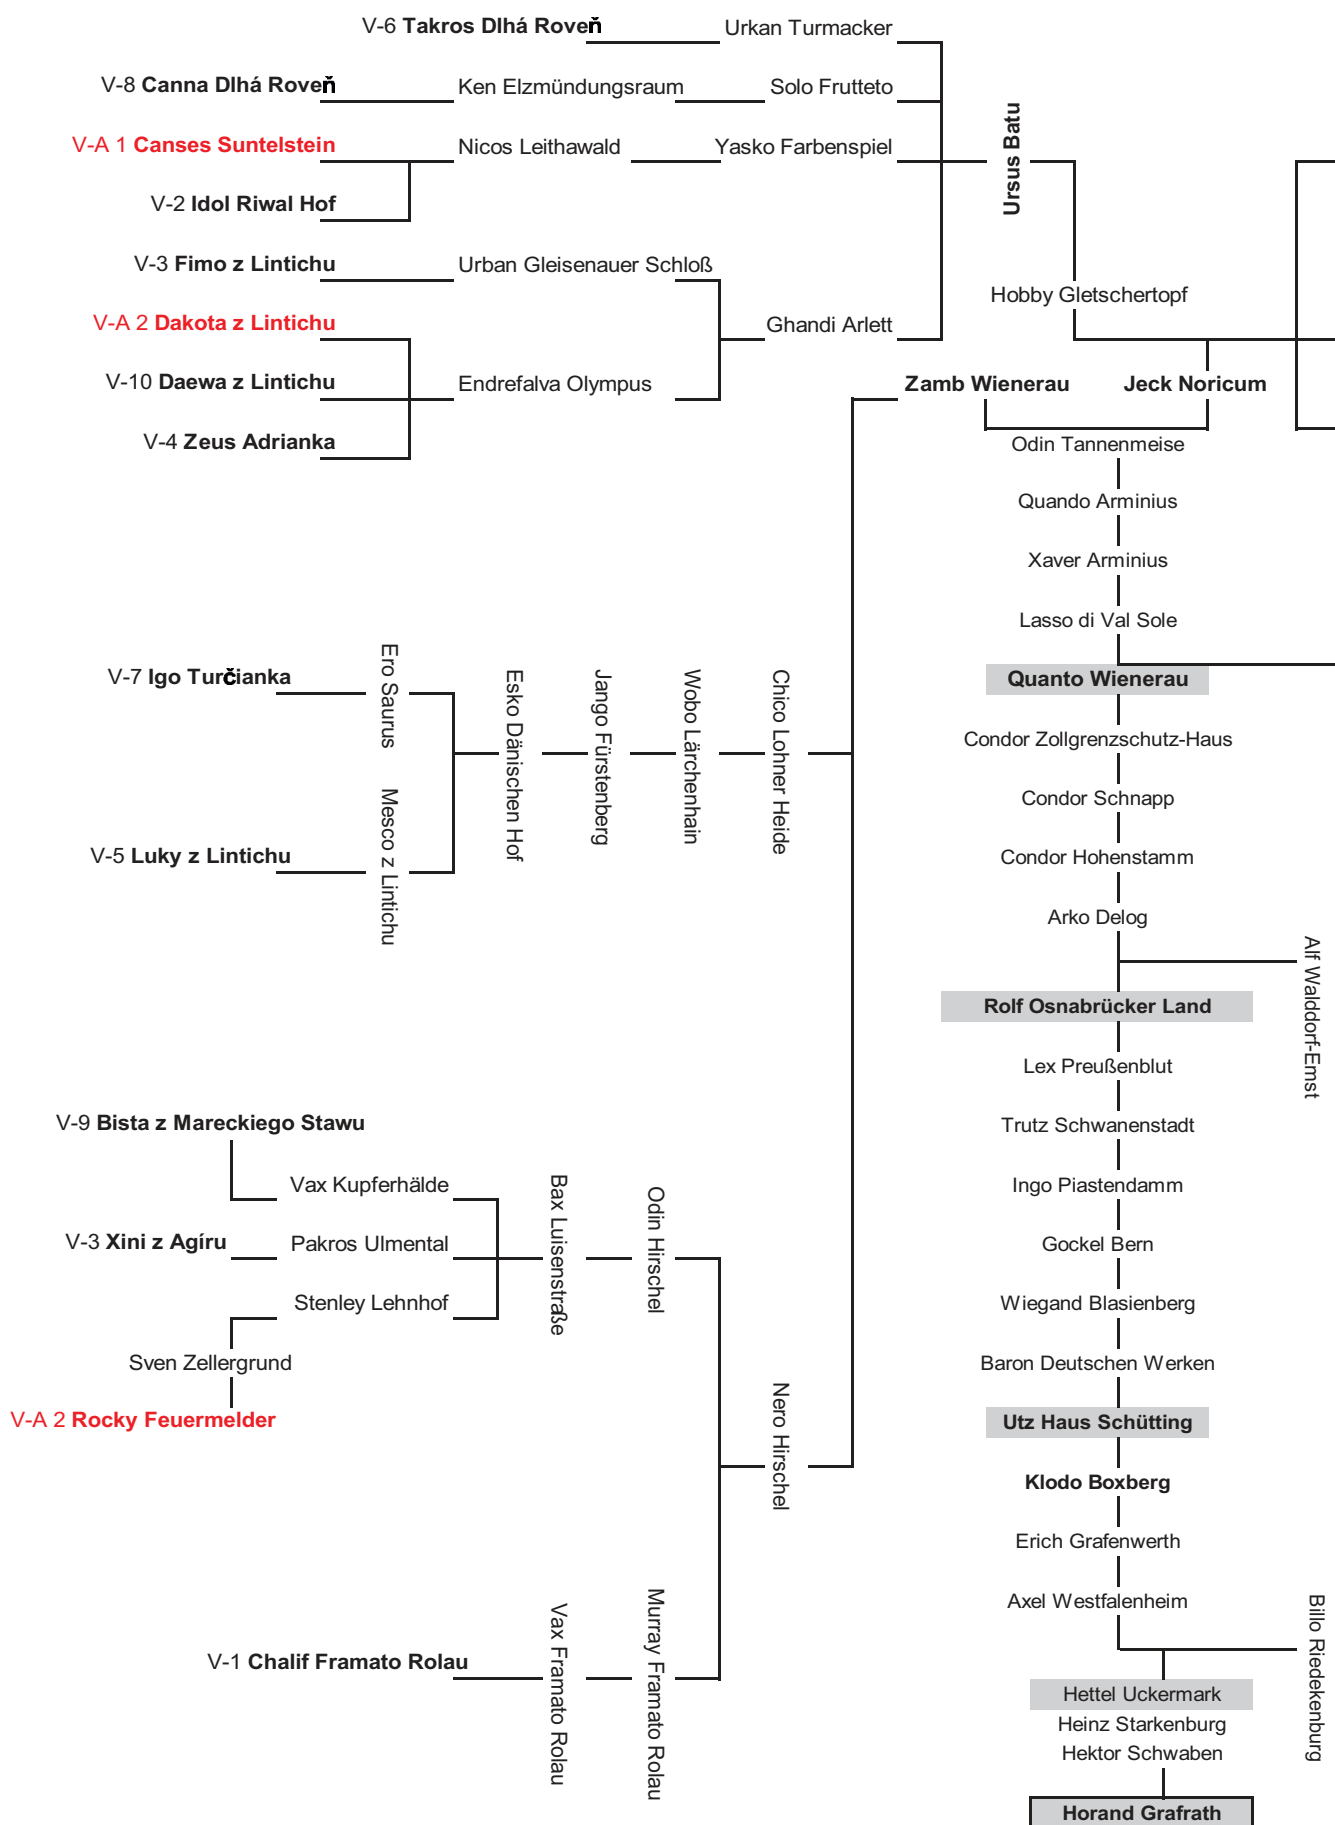 V-6 Takros Dlhá Roveň
Urkan Turmacker
V-8 Canna Dlhá Roveň
Ken Elzmündungsraum
Solo Frutteto
V-A 1 Canses Suntelstein
Nicos Leithawald
Yasko Farbenspiel
Ursus Batu
V-2 Idol Riwal Hof
V-3 Fimo z Lintichu
Urban Gleisenauer Schloß
Hobby Gletschertopf
V-A 2 Dakota z Lintichu
Ghandi Arlett
V-10 Daewa z Lintichu
Endrefalva Olympus
Zamb Wienerau
Jeck Noricum
V-4 Zeus Adrianka
Odin Tannenmeise
Quando Arminius
Xaver Arminius
Lasso di Val Sole
V-7 Igo Turčianka
Ero Saurus
Esko Dänischen Hof
Jango Fürstenberg
Wobo Lärchenhain
Chico Lohner Heide
Quanto Wienerau
Condor Zollgrenzschutz-Haus
Condor Schnapp
V-5 Luky z Lintichu
Mesco z Lintichu
Condor Hohenstamm
Arko Delog
Alf Walddorf-Emst
Rolf Osnabrücker Land
Lex Preußenblut
V-9 Bista z Mareckiego Stawu
Trutz Schwanenstadt
Vax Kupferhälde
Bax Luisenstraße
Odin Hirschel
Ingo Piastendamm
V-3 Xini z Agíru
Pakros Ulmental
Gockel Bern
Stenley Lehnhof
Wiegand Blasienberg
Sven Zellergrund
Baron Deutschen Werken
V-A 2 Rocky Feuermelder
Nero Hirschel
Utz Haus Schütting
Klodo Boxberg
Erich Grafenwerth
Axel Westfalenheim
Billo Riedekenburg
V-1 Chalif Framato Rolau
Vax Framato Rolau
Murray Framato Rolau
Hettel Uckermark
Heinz Starkenburg
Hektor Schwaben
Horand Grafrath